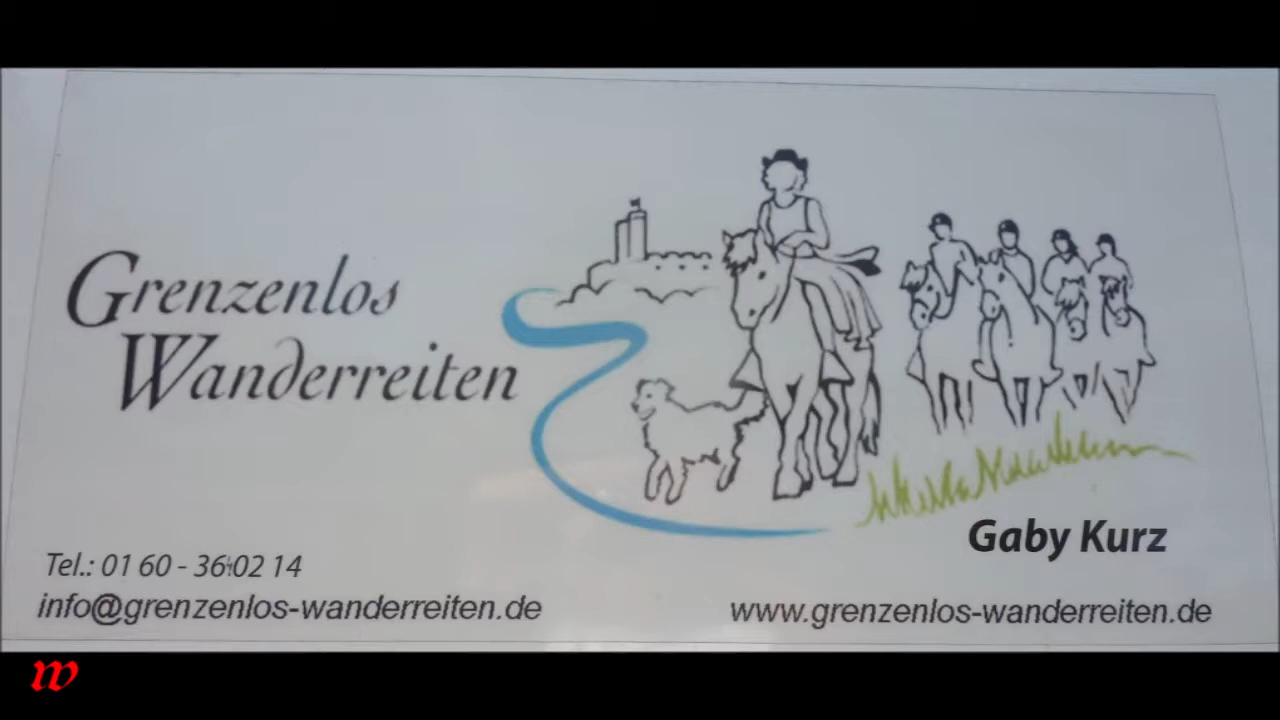 Grenzenlos
Wanderreiten
Gaby Kurz
Tel.: 01 60 - 36 02 14
info@grenzenlos-wanderreiten.de
www.grenzenlos-wanderreiten.de
w